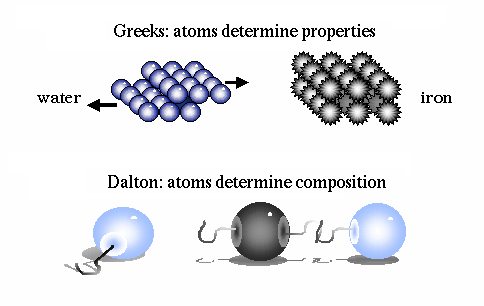 Greeks: atoms determine properties
water
iron
Dalton: atoms determine composition